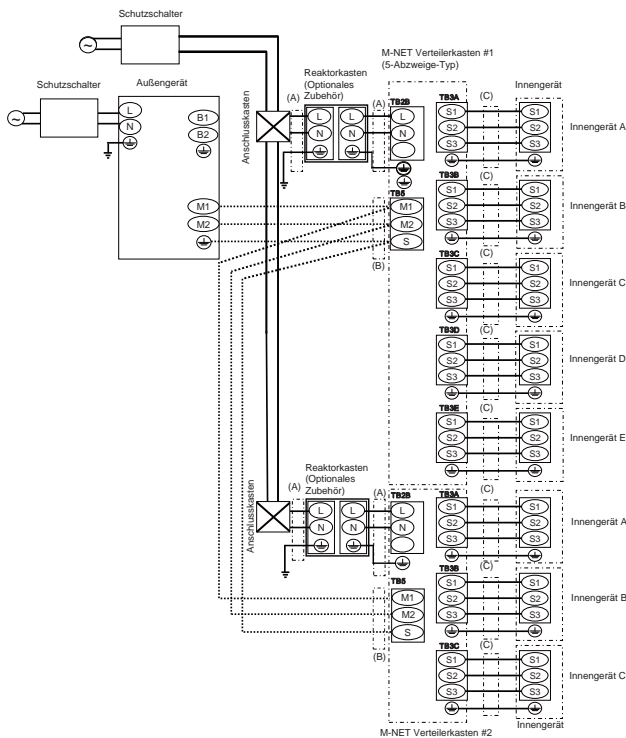 Schutzschalter
Schutzschalter
Außengerät
L
N
B1
B2
M1
M2
Anschlusskasten
(A)
Reaktorkasten
(Optionales
Zubehör)
L
N
L
N
(A)
M-NET Verteilerkasten #1
(5-Abzweige-Typ)
TB2B
L
N
TB5
M1
M2
S
(B)
TB3A
S1
S2
S3
(C)
Innengerät
S1
S2
S3
Innengerät A
TB3B
S1
S2
S3
(C)
S1
S2
S3
Innengerät B
TB3C
S1
S2
S3
(C)
S1
S2
S3
Innengerät C
TB3D
S1
S2
S3
(C)
S1
S2
S3
Innengerät D
TB3E
S1
S2
S3
(C)
S1
S2
S3
Innengerät E
Anschlusskasten
(A)
Reaktorkasten
(Optionales
Zubehör)
L
N
L
N
(A)
TB2B
L
N
TB5
M1
M2
S
(B)
TB3A
S1
S2
S3
(C)
S1
S2
S3
Innengerät A
TB3B
S1
S2
S3
(C)
S1
S2
S3
Innengerät B
TB3C
S1
S2
S3
(C)
S1
S2
S3
Innengerät C
Innengerät
M-NET Verteilerkasten #2